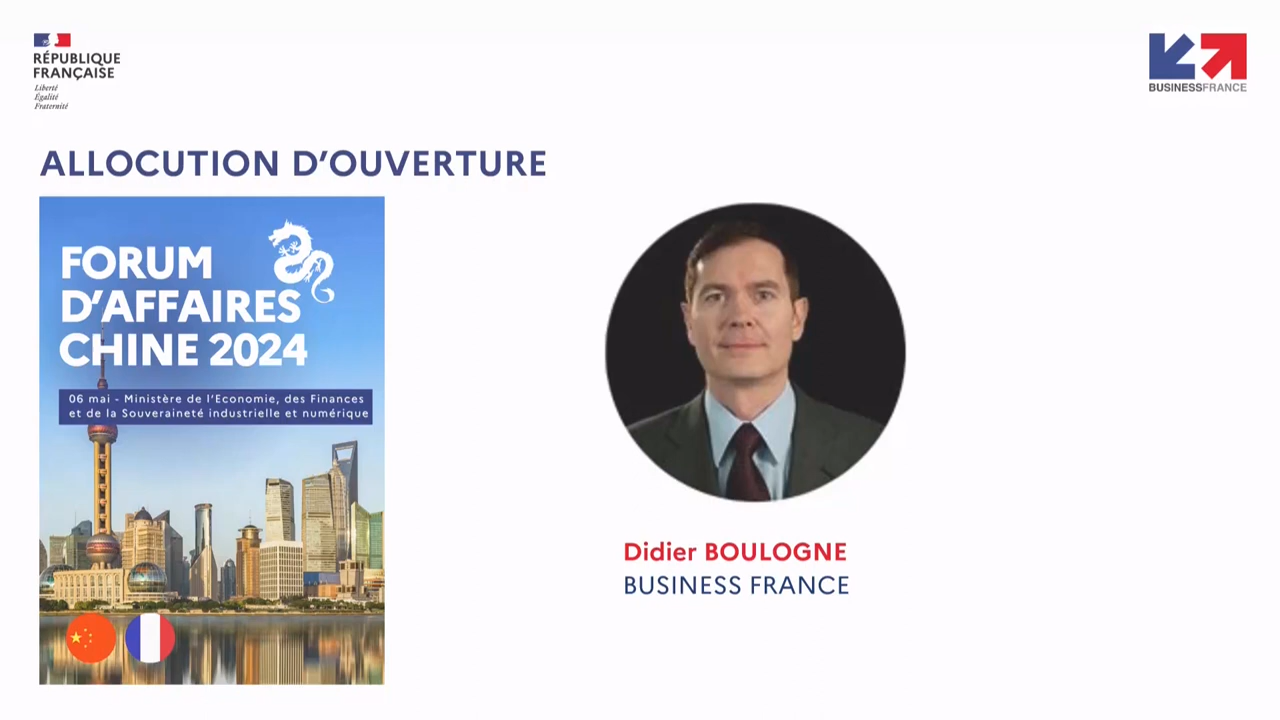 RÉPUBLIQUE
FRANÇAISE
Liberté
Égalité
Fraternité
BUSINESSFRANCE
ALLOCUTION D’OUVERTURE
FORUM
D’AFFAIRES
CHINE 2024
06 mai - Ministère de l’Economie, des Finances
et de la Souveraineté industrielle et numérique
Didier BOULOGNE
BUSINESS FRANCE